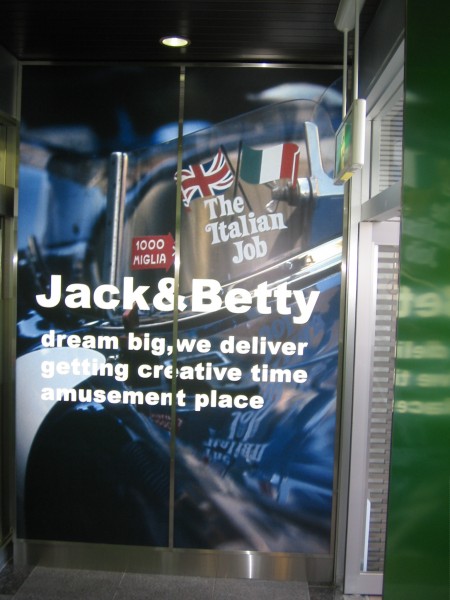 The
Italian
Job
1000
MIGLIA
Jack&Betty
dream big,we deliver
getting creative time
amusement place